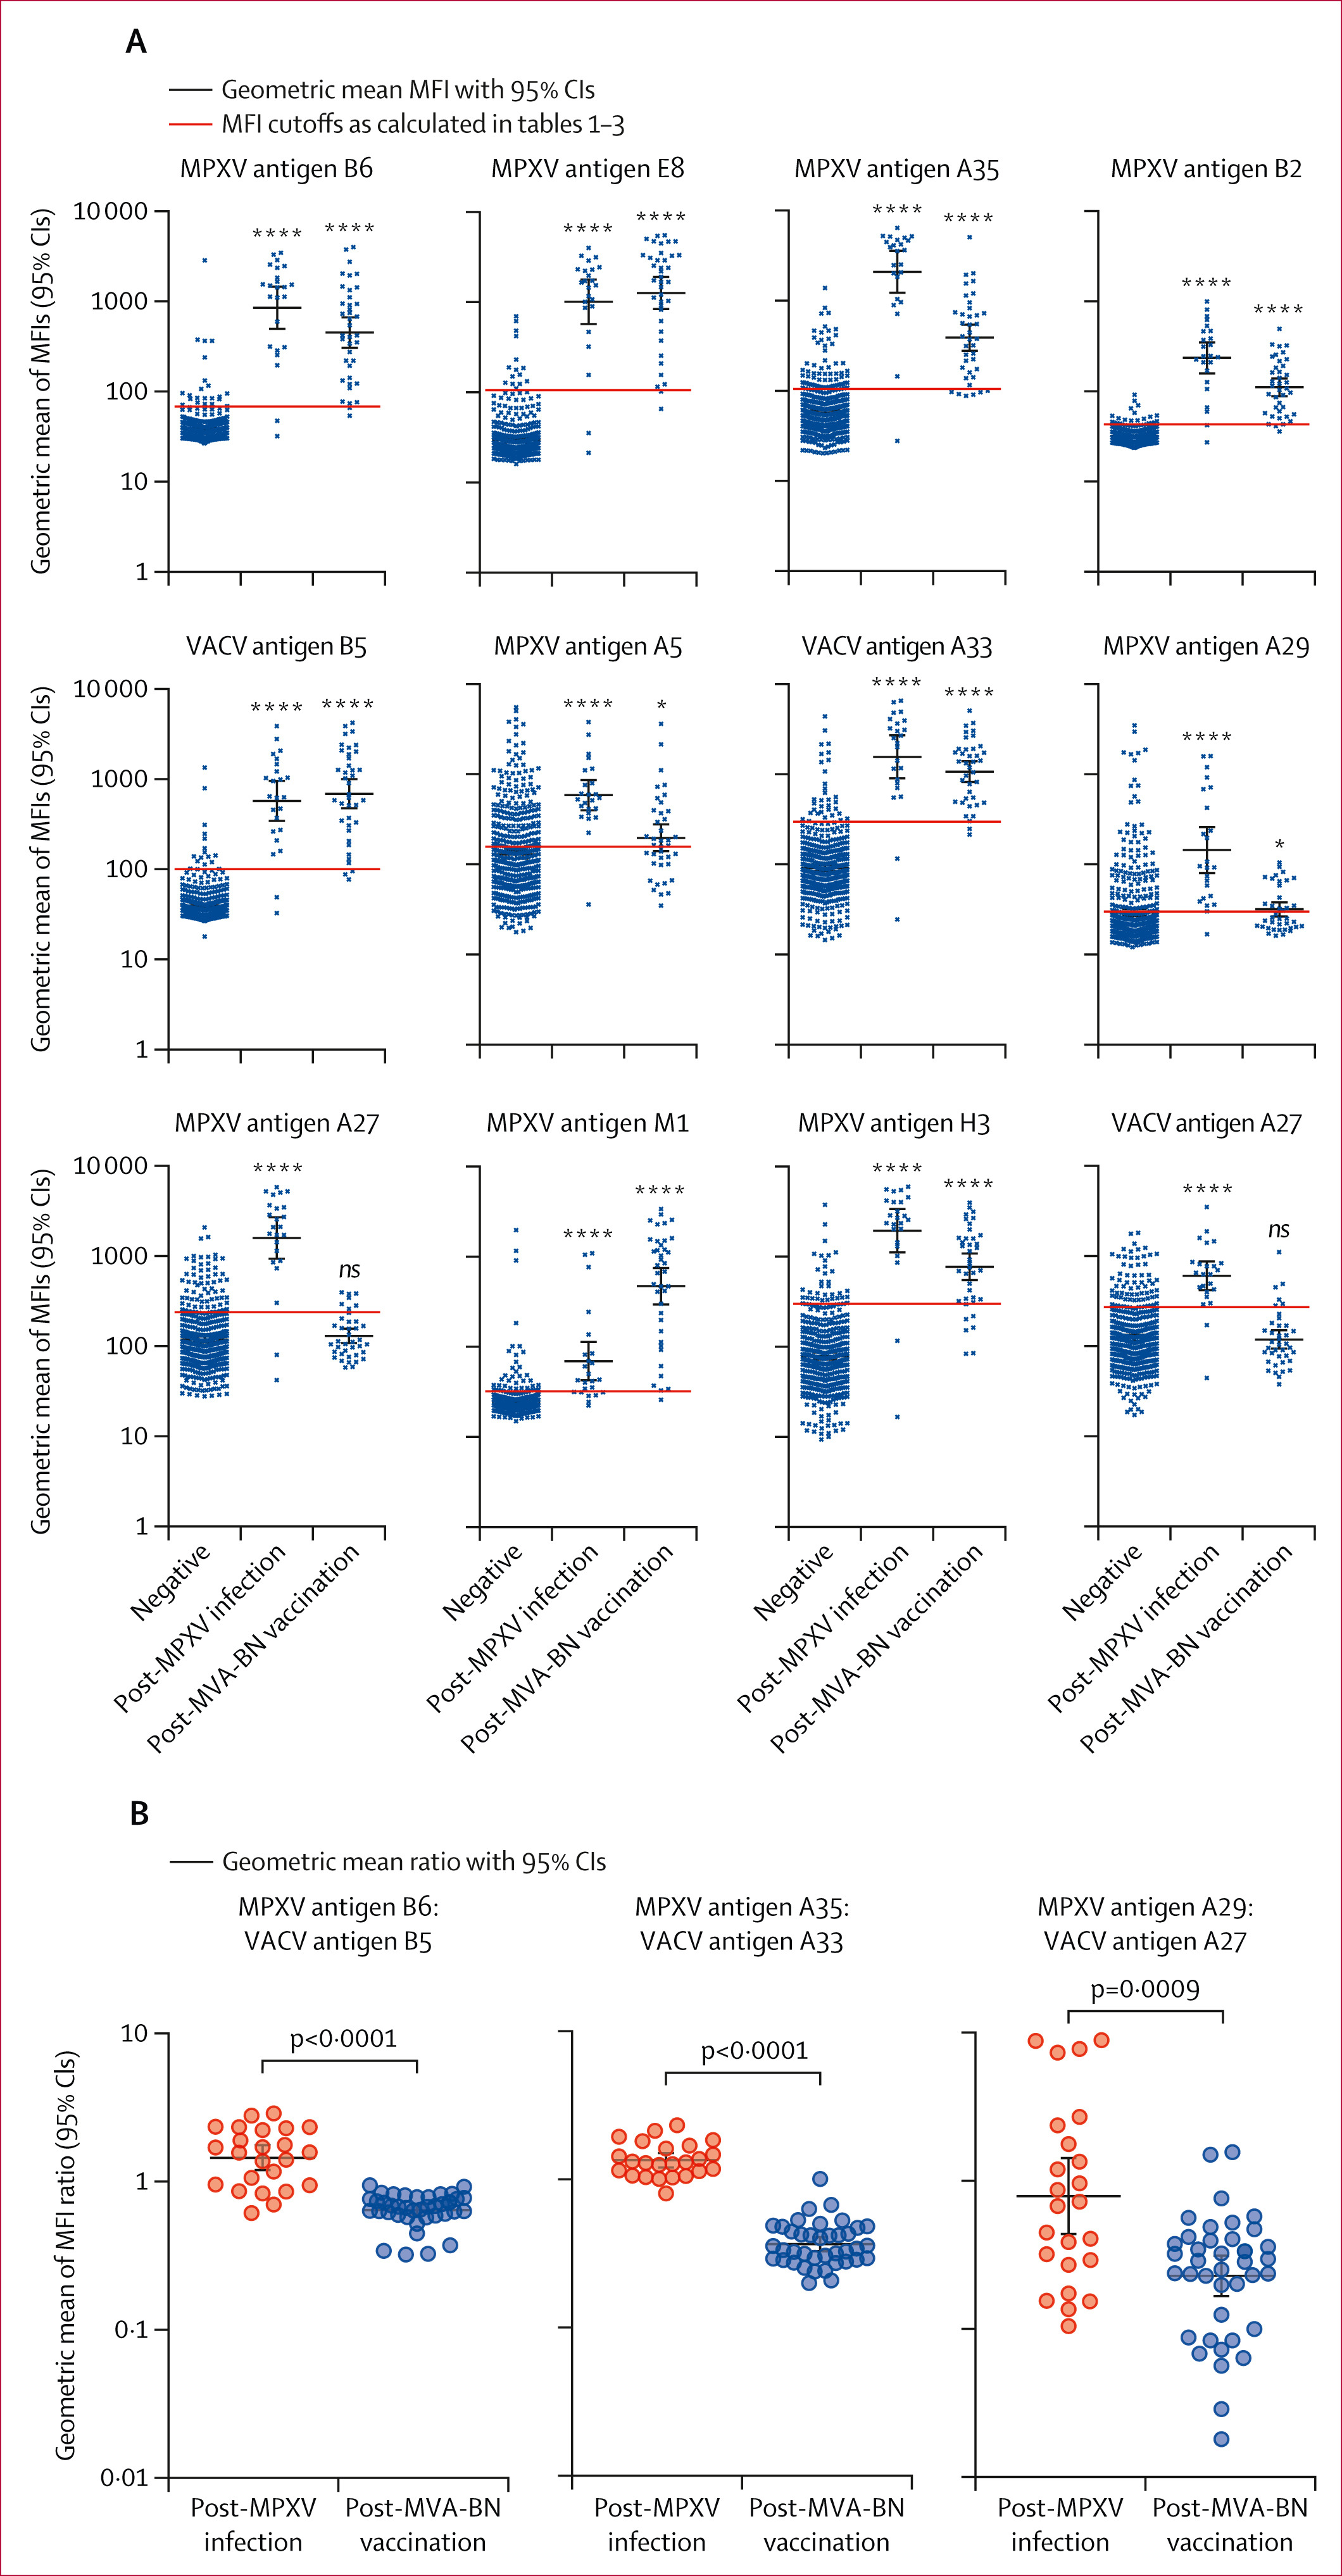 A
Geometric mean MFI with 95% CIs
MFI cutoffs as calculated in tables 1–3
MPXV antigen B6
MPXV antigen E8
MPXV antigen A35
MPXV antigen B2
Geometric mean of MFIs (95% CIs)
10 000
1000
100
10
1
****
****
****
****
****
****
****
****
VACV antigen B5
MPXV antigen A5
VACV antigen A33
MPXV antigen A29
Geometric mean of MFIs (95% CIs)
10 000
1000
100
10
1
****
****
****
*
****
****
****
*
MPXV antigen A27
MPXV antigen M1
MPXV antigen H3
VACV antigen A27
Geometric mean of MFIs (95% CIs)
10 000
1000
100
10
1
****
ns
****
****
****
****
****
ns
Negative
Post-MPXV infection
Post-MVA-BN vaccination
Negative
Post-MPXV infection
Post-MVA-BN vaccination
Negative
Post-MPXV infection
Post-MVA-BN vaccination
Negative
Post-MPXV infection
Post-MVA-BN vaccination
B
Geometric mean ratio with 95% CIs
MPXV antigen B6:
VACV antigen B5
MPXV antigen A35:
VACV antigen A33
MPXV antigen A29:
VACV antigen A27
Geometric mean of MFI ratio (95% CIs)
10
1
0·1
0·01
p<0·0001
p<0·0001
p=0·0009
Post-MPXV
infection
Post-MVA-BN
vaccination
Post-MPXV
infection
Post-MVA-BN
vaccination
Post-MPXV
infection
Post-MVA-BN
vaccination